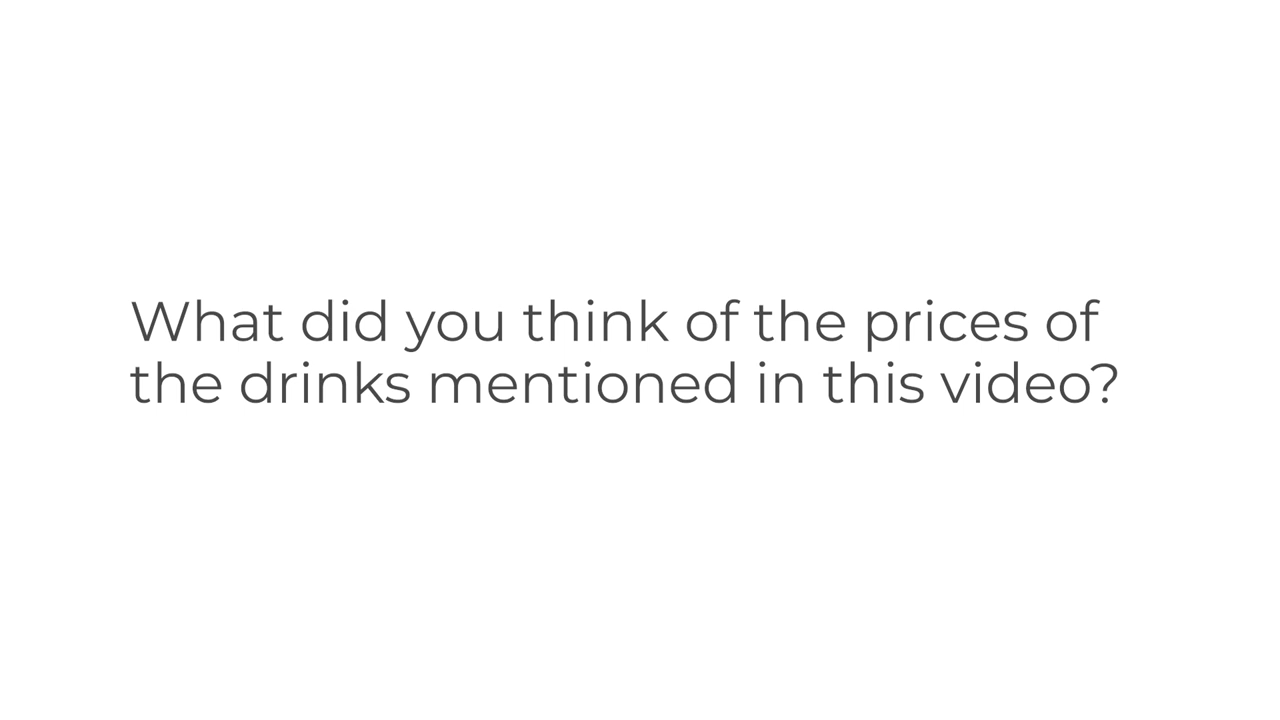 What did you think of the prices of
the drinks mentioned in this video?